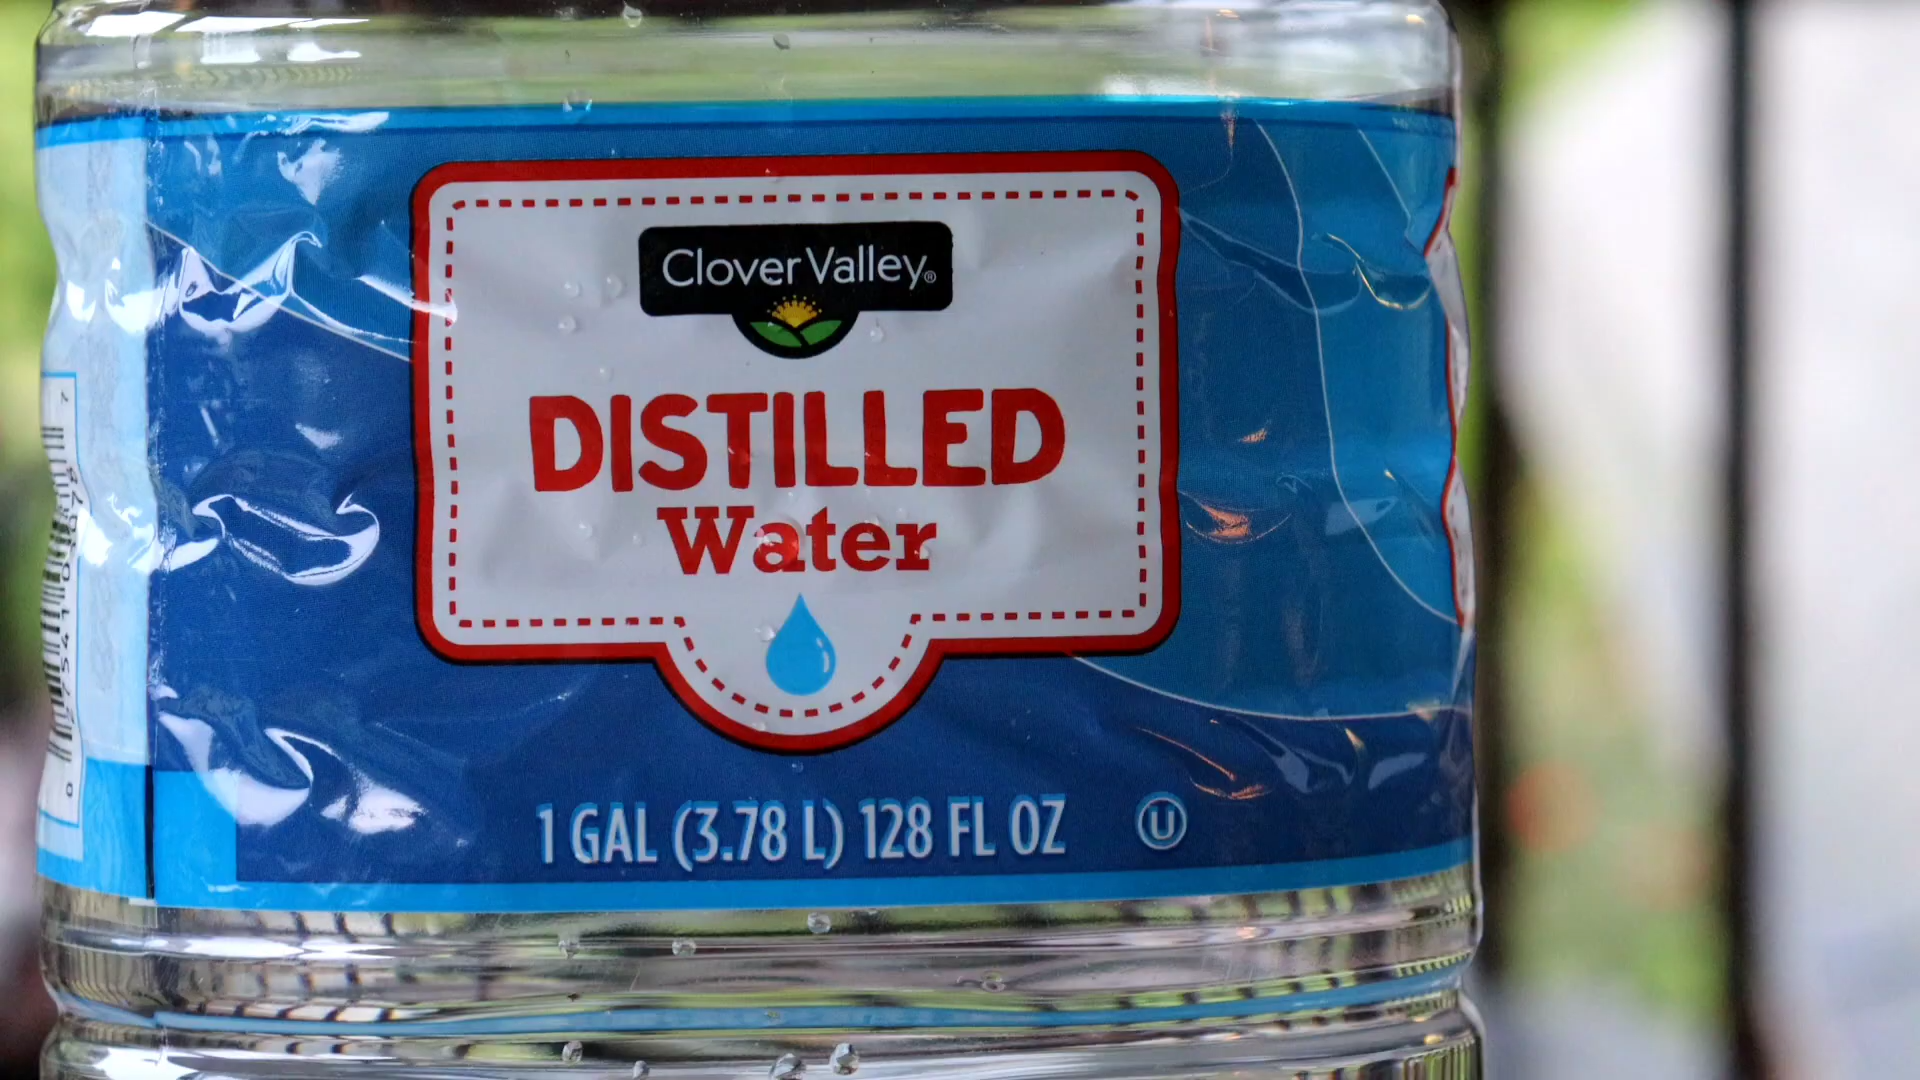 Clover Valley®
DISTILLED
Water
1 GAL (3.78 L) 128 FL OZ
U